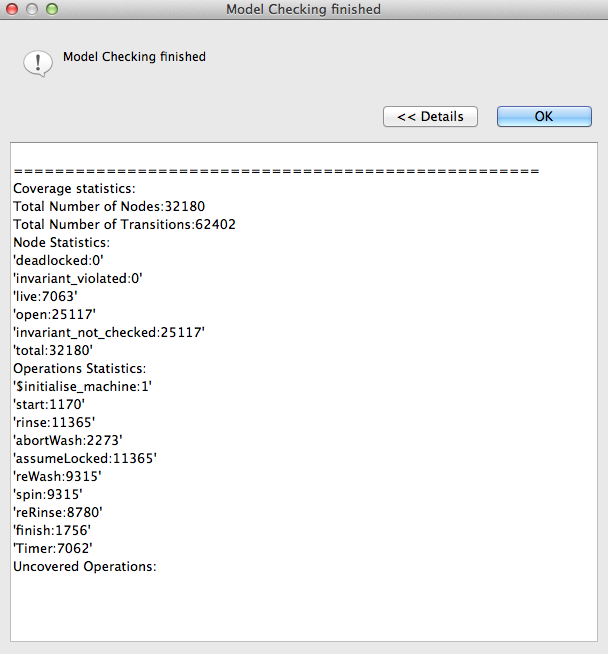 Model Checking finished
Model Checking finished
<< Details
OK
===================================================
Coverage statistics:
Total Number of Nodes:32180
Total Number of Transitions:62402
Node Statistics:
'deadlocked:0'
'invariant_violated:0'
'live:7063'
'open:25117'
'invariant_not_checked:25117'
'total:32180'
Operations Statistics:
'$initialise_machine:1'
'start:1170'
'rinse:11365'
'abortWash:2273'
'assumeLocked:11365'
'reWash:9315'
'spin:9315'
'reRinse:8780'
'finish:1756'
'Timer:7062'
Uncovered Operations: